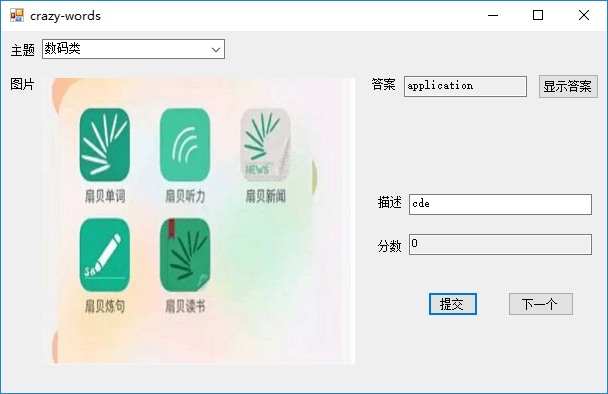 crazy-words
主题 数码类
图片
答案 application 显示答案
扇贝单词 扇贝听力 扇贝新闻
NEWS
扇贝炼句 扇贝读书
描述 cde
分数 0
提交 下一个